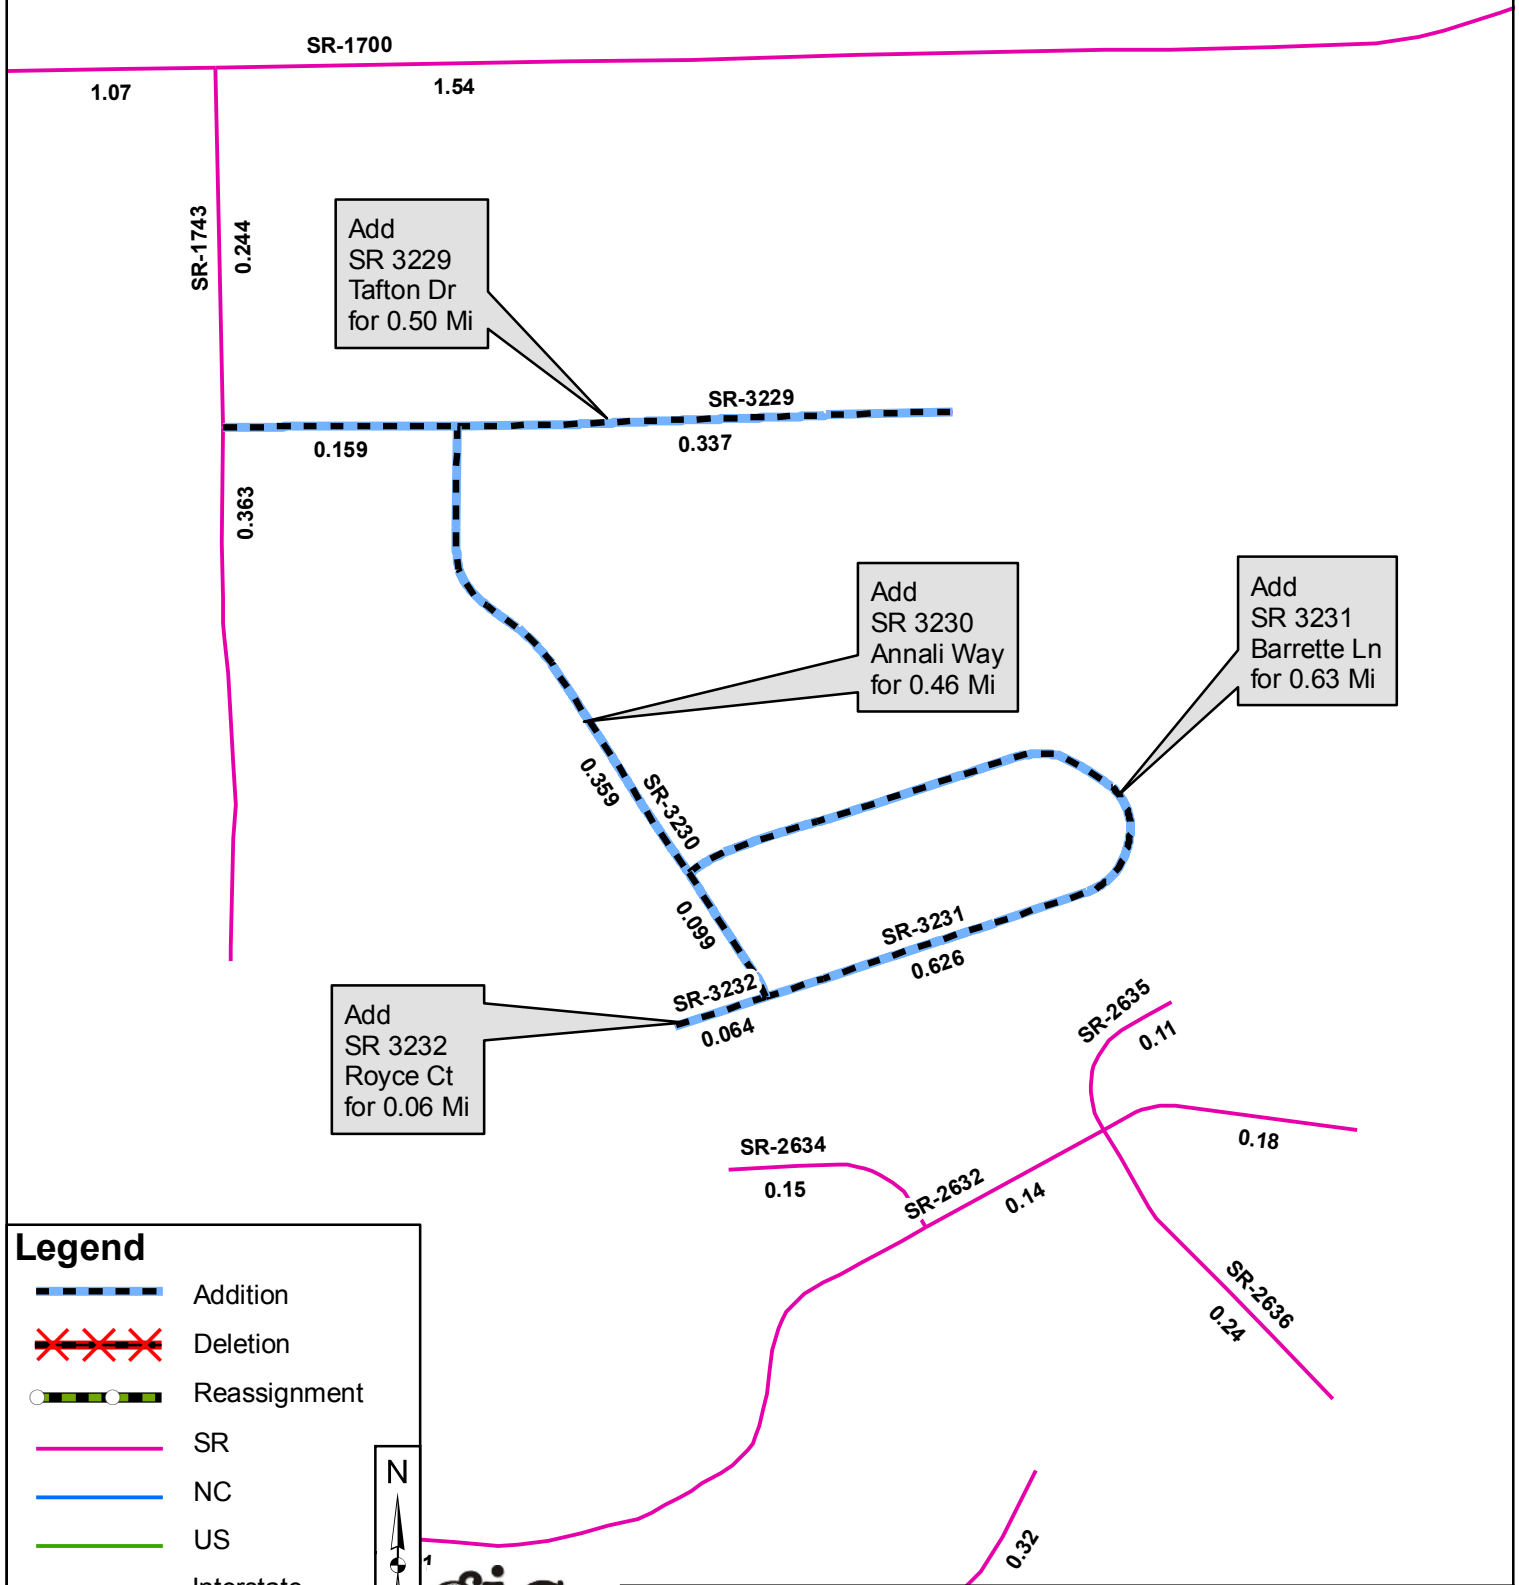 SR-1700
1.07
1.54
SR-1743
0.244
Add
SR 3229
Tafton Dr
for 0.50 Mi
SR-3229
0.159
0.337
0.363
Add
SR 3230
Annali Way
for 0.46 Mi
Add
SR 3231
Barrette Ln
for 0.63 Mi
0.359
SR-3230
0.099
SR-3231
0.626
SR-3232
0.064
Add
SR 3232
Royce Ct
for 0.06 Mi
SR-2635
0.11
SR-2634
0.15
SR-2632
0.14
0.18
SR-2636
0.24
0.32
Legend
Addition
Deletion
Reassignment
SR
NC
US
Interstate
N